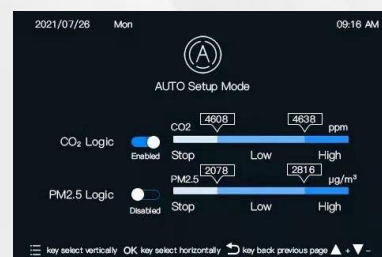 2021/07/26 Mon 09:16 AM
A
AUTO Setup Mode
4608 4638
CO2 ppm
CO₂ Logic
Enabled Stop Low High
2078 2816
PM2.5 µg/m³
PM2.5 Logic
Disabled Stop Low High
key select vertically OK key select horizontally key back previous page ▲ + ▼ -